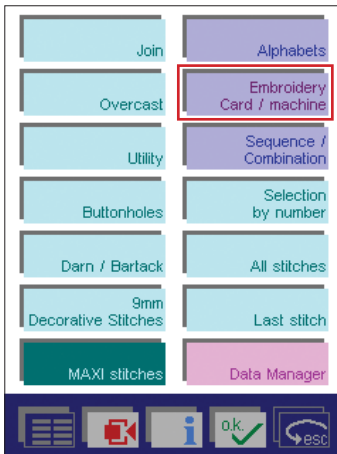 Join
Alphabets
Overcast
Embroidery
Card / machine
Utility
Sequence /
Combination
Buttonholes
Selection
by number
Darn / Bartack
All stitches
9mm
Decorative Stitches
Last stitch
MAXI stitches
Data Manager
i
o.k.
esc